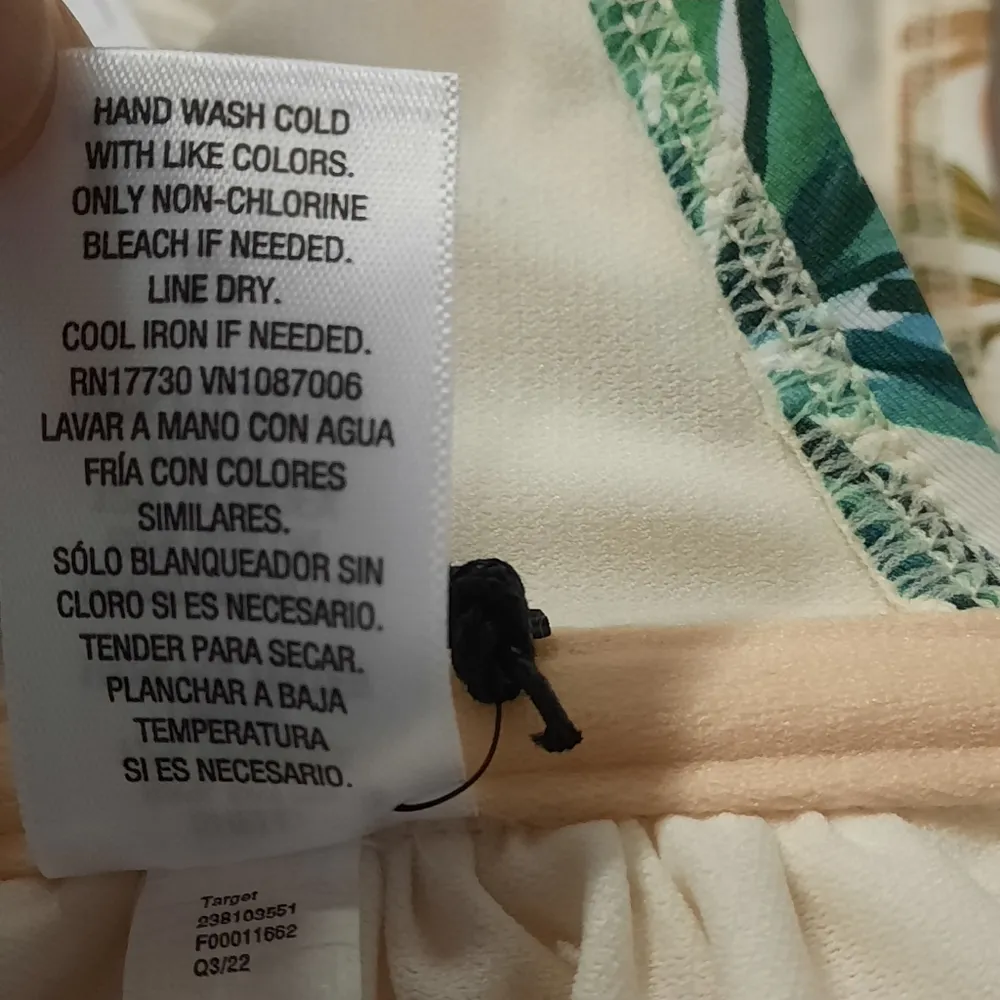 HAND WASH COLD
WITH LIKE COLORS.
ONLY NON-CHLORINE
BLEACH IF NEEDED.
LINE DRY.
COOL IRON IF NEEDED.
RN17730 VN1087006
LAVAR A MANO CON AGUA
FRÍA CON COLORES
SIMILARES.
SÓLO BLANQUEADOR SIN
CLORO SI ES NECESARIO.
TENDER PARA SECAR.
PLANCHAR A BAJA
TEMPERATURA
SI ES NECESARIO.
Target
238103551
F00011662
Q3/22